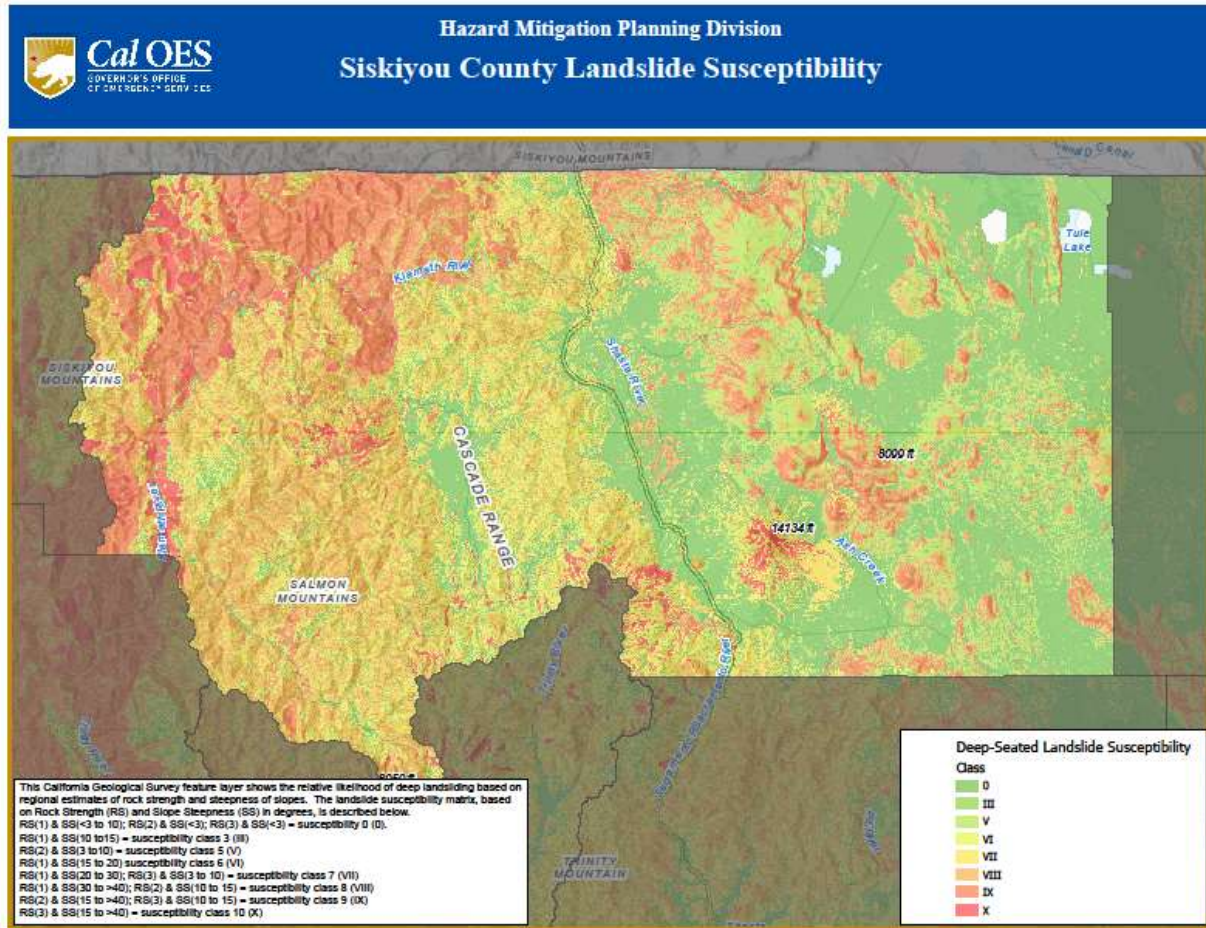 Hazard Mitigation Planning Division
Siskiyou County Landslide Susceptibility
Cal OES
GOVERNOR'S OFFICE
OF EMERGENCY SERVICES
SISKIYOU MOUNTAINS
Canal
Tule
Lake
Klamath River
Shasta River
SISKIYOU
MOUNTAINS
CASCADE RANGE
8099 ft
14134 ft
Ash Creek
SALMON
MOUNTAINS
Trinity River
Sacramento River
TRINITY
MOUNTAIN
This California Geological Survey feature layer shows the relative likelihood of deep landsliding based on
regional estimates of rock strength and steepness of slopes. The landslide susceptibility matrix, based
on Rock Strength (RS) and Slope Steepness (SS) in degrees, is described below.
RS(1) & SS(<3 to 10); RS(2) & SS(<3); RS(3) & SS(<3) = susceptibility 0 (0).
RS(1) & SS(10 to15) = susceptibility class 3 (III)
RS(2) & SS(3 to10) = susceptibility class 5 (V)
RS(1) & SS(15 to 20) susceptibility class 6 (VI)
RS(1) & SS(20 to 30); RS(3) & SS(3 to 10) = susceptibility class 7 (VII)
RS(1) & SS(30 to >40); RS(2) & SS(10 to 15) = susceptibility class 8 (VIII)
RS(2) & SS(15 to >40); RS(3) & SS(10 to 15) = susceptibility class 9 (IX)
RS(3) & SS(15 to >40) = susceptibility class 10 (X)
Deep-Seated Landslide Susceptibility
Class
0
III
V
VI
VII
VIII
IX
X